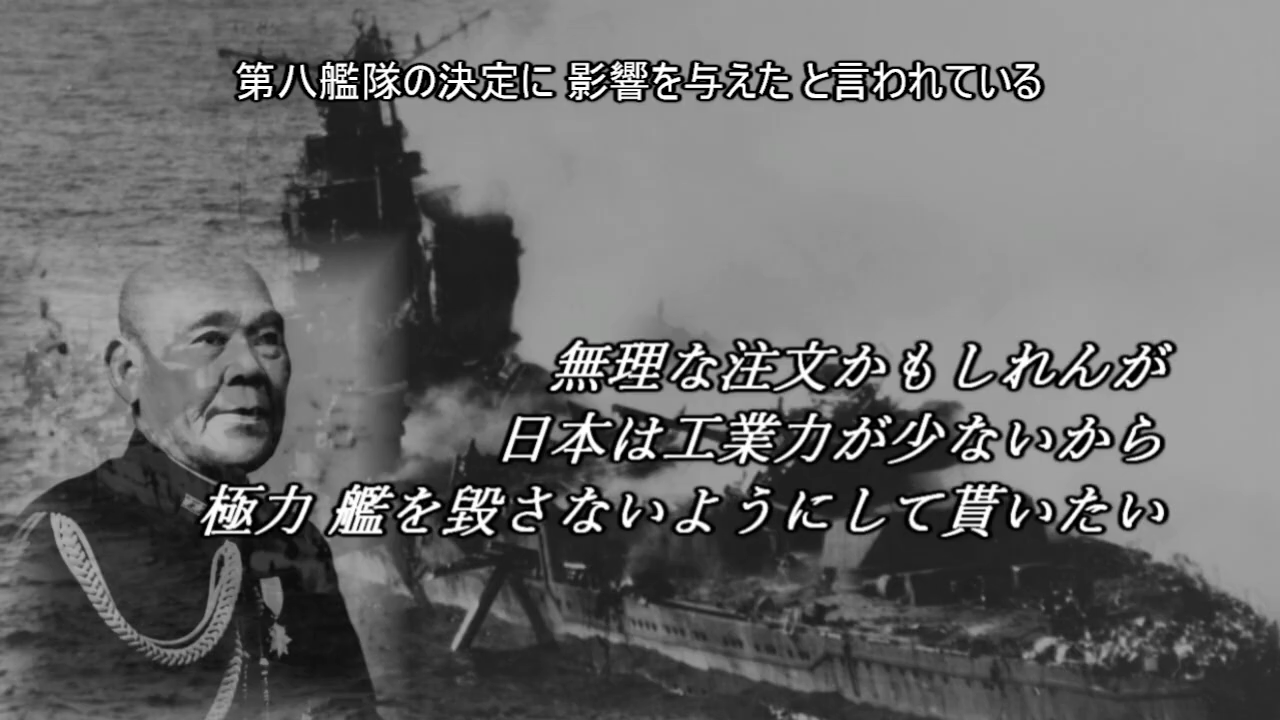 第八艦隊の決定に 影響を与えた と言われている
無理な注文かもしれんが
日本は工業力が少ないから
極力 艦を毀さないようにして貰いたい